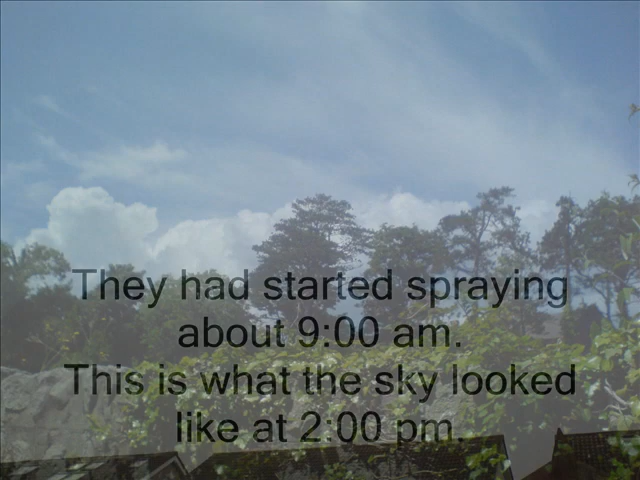 They had started spraying
about 9:00 am.
This is what the sky looked
like at 2:00 pm.